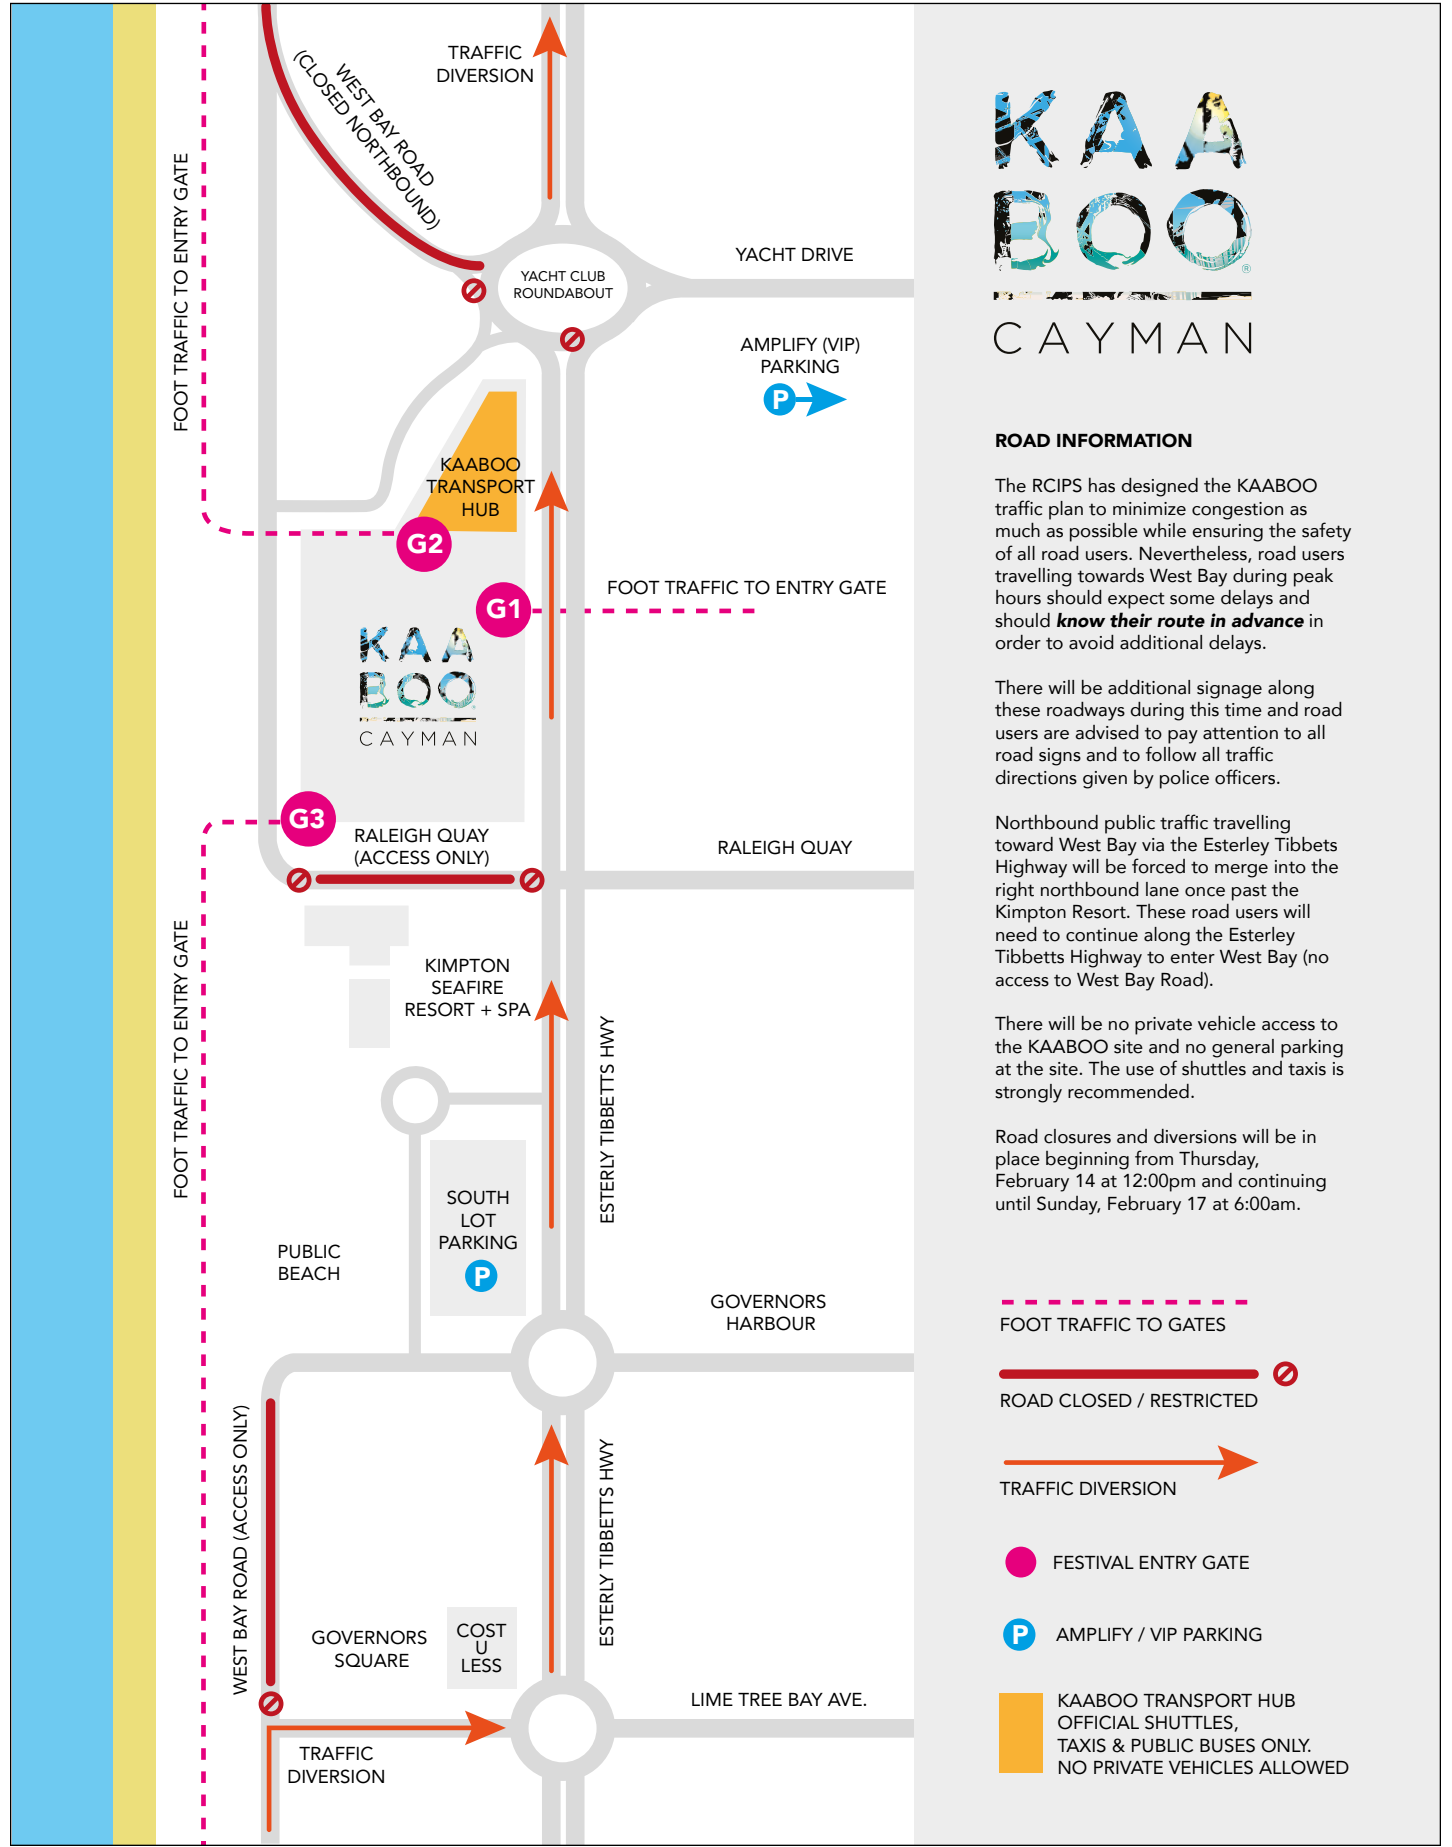 TRAFFIC
DIVERSION
WEST BAY ROAD
(CLOSED NORTHBOUND)
FOOT TRAFFIC TO ENTRY GATE
YACHT CLUB
ROUNDABOUT
YACHT DRIVE
AMPLIFY (VIP)
PARKING
P
KAABOO
TRANSPORT
HUB
G2
G1
FOOT TRAFFIC TO ENTRY GATE
KAA
BOO
CAYMAN
G3
RALEIGH QUAY
(ACCESS ONLY)
RALEIGH QUAY
FOOT TRAFFIC TO ENTRY GATE
KIMPTON
SEAFIRE
RESORT + SPA
ESTERLY TIBBETTS HWY
SOUTH
LOT
PARKING
P
PUBLIC
BEACH
GOVERNORS
HARBOUR
WEST BAY ROAD (ACCESS ONLY)
ESTERLY TIBBETTS HWY
GOVERNORS
SQUARE
COST
U
LESS
LIME TREE BAY AVE.
TRAFFIC
DIVERSION
KAA
BOO®
CAYMAN
ROAD INFORMATION
The RCIPS has designed the KAABOO
traffic plan to minimize congestion as
much as possible while ensuring the safety
of all road users. Nevertheless, road users
travelling towards West Bay during peak
hours should expect some delays and
should know their route in advance in
order to avoid additional delays.
There will be additional signage along
these roadways during this time and road
users are advised to pay attention to all
road signs and to follow all traffic
directions given by police officers.
Northbound public traffic travelling
toward West Bay via the Esterley Tibbets
Highway will be forced to merge into the
right northbound lane once past the
Kimpton Resort. These road users will
need to continue along the Esterley
Tibbetts Highway to enter West Bay (no
access to West Bay Road).
There will be no private vehicle access to
the KAABOO site and no general parking
at the site. The use of shuttles and taxis is
strongly recommended.
Road closures and diversions will be in
place beginning from Thursday,
February 14 at 12:00pm and continuing
until Sunday, February 17 at 6:00am.
FOOT TRAFFIC TO GATES
ROAD CLOSED / RESTRICTED
TRAFFIC DIVERSION
FESTIVAL ENTRY GATE
P AMPLIFY / VIP PARKING
KAABOO TRANSPORT HUB
OFFICIAL SHUTTLES,
TAXIS & PUBLIC BUSES ONLY.
NO PRIVATE VEHICLES ALLOWED